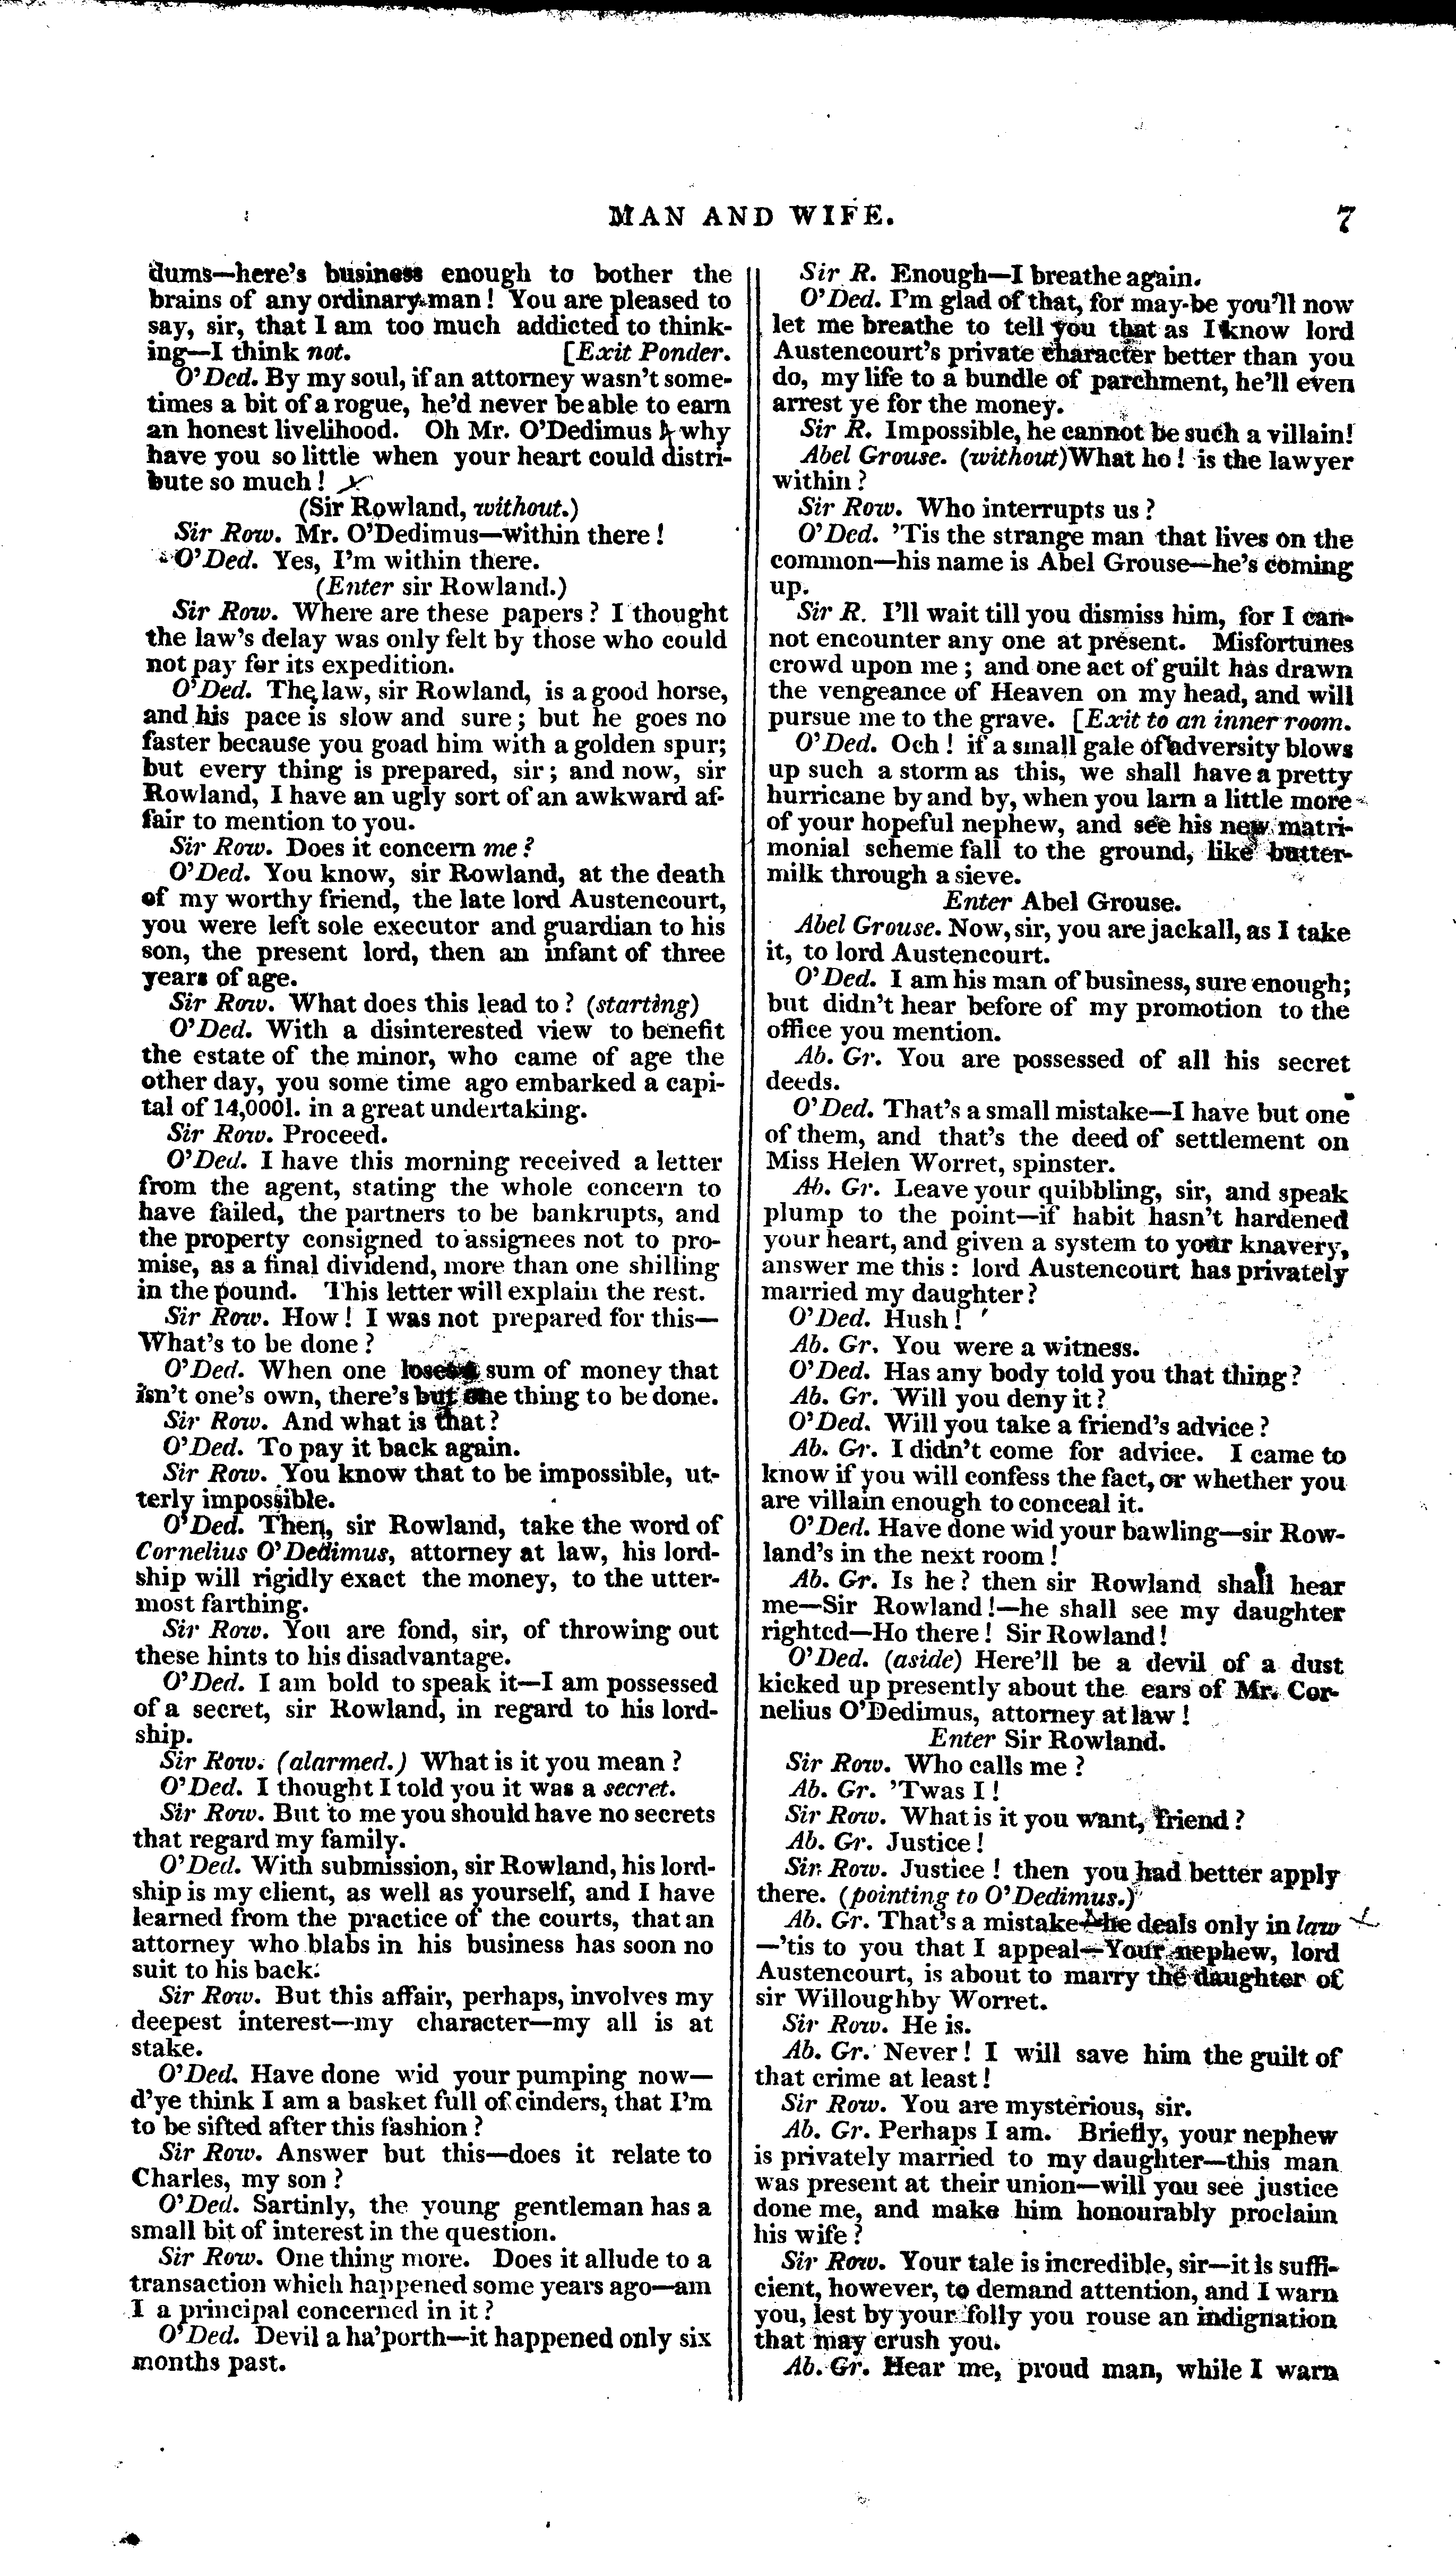 MAN AND WIFE.
7
dums—here's business enough to bother the
brains of any ordinary man! You are pleased to
say, sir, that I am too much addicted to think-
ing—I think not. [Exit Ponder.
O'Ded. By my soul, if an attorney wasn't some-
times a bit of a rogue, he'd never be able to earn
an honest livelihood. Oh Mr. O'Dedimus! why
have you so little when your heart could distri-
bute so much!
(Sir Rowland, without.)
Sir Row. Mr. O'Dedimus—within there!
O'Ded. Yes, I'm within there.
(Enter sir Rowland.)
Sir Row. Where are these papers? I thought
the law's delay was only felt by those who could
not pay for its expedition.
O'Ded. The law, sir Rowland, is a good horse,
and his pace is slow and sure; but he goes no
faster because you goad him with a golden spur;
but every thing is prepared, sir; and now, sir
Rowland, I have an ugly sort of an awkward af-
fair to mention to you.
Sir Row. Does it concern me?
O'Ded. You know, sir Rowland, at the death
of my worthy friend, the late lord Austencourt,
you were left sole executor and guardian to his
son, the present lord, then an infant of three
years of age.
Sir Row. What does this lead to? (starting)
O'Ded. With a disinterested view to benefit
the estate of the minor, who came of age the
other day, you some time ago embarked a capi-
tal of 14,000l. in a great undertaking.
Sir Row. Proceed.
O'Ded. I have this morning received a letter
from the agent, stating the whole concern to
have failed, the partners to be bankrupts, and
the property consigned to assignees not to pro-
mise, as a final dividend, more than one shilling
in the pound. This letter will explain the rest.
Sir Row. How! I was not prepared for this—
What's to be done?
O'Ded. When one loses a sum of money that
isn't one's own, there's but one thing to be done.
Sir Row. And what is that?
O'Ded. To pay it back again.
Sir Row. You know that to be impossible, ut-
terly impossible.
O'Ded. Then, sir Rowland, take the word of
Cornelius O'Dedimus, attorney at law, his lord-
ship will rigidly exact the money, to the utter-
most farthing.
Sir Row. You are fond, sir, of throwing out
these hints to his disadvantage.
O'Ded. I am bold to speak it—I am possessed
of a secret, sir Rowland, in regard to his lord-
ship.
Sir Row. (alarmed.) What is it you mean?
O'Ded. I thought I told you it was a secret.
Sir Row. But to me you should have no secrets
that regard my family.
O'Ded. With submission, sir Rowland, his lord-
ship is my client, as well as yourself, and I have
learned from the practice of the courts, that an
attorney who blabs in his business has soon no
suit to his back.
Sir Row. But this affair, perhaps, involves my
deepest interest—my character—my all is at
stake.
O'Ded. Have done wid your pumping now—
d'ye think I am a basket full of cinders, that I'm
to be sifted after this fashion?
Sir Row. Answer but this—does it relate to
Charles, my son?
O'Ded. Sartinly, the young gentleman has a
small bit of interest in the question.
Sir Row. One thing more. Does it allude to a
transaction which happened some years ago—am
I a principal concerned in it?
O'Ded. Devil a ha'porth—it happened only six
months past.
Sir R. Enough—I breathe again.
O'Ded. I'm glad of that, for may-be you'll now
let me breathe to tell you that as I know lord
Austencourt's private character better than you
do, my life to a bundle of parchment, he'll even
arrest ye for the money.
Sir R. Impossible, he cannot be such a villain!
Abel Grouse. (without) What ho! is the lawyer
within?
Sir Row. Who interrupts us?
O'Ded. 'Tis the strange man that lives on the
common—his name is Abel Grouse—he's coming
up.
Sir R. I'll wait till you dismiss him, for I can-
not encounter any one at present. Misfortunes
crowd upon me; and one act of guilt has drawn
the vengeance of Heaven on my head, and will
pursue me to the grave. [Exit to an inner room.
O'Ded. Och! if a small gale of adversity blows
up such a storm as this, we shall have a pretty
hurricane by and by, when you larn a little more
of your hopeful nephew, and see his new matri-
monial scheme fall to the ground, like butter-
milk through a sieve.
Enter Abel Grouse.
Abel Grouse. Now, sir, you are jackall, as I take
it, to lord Austencourt.
O'Ded. I am his man of business, sure enough;
but didn't hear before of my promotion to the
office you mention.
Ab. Gr. You are possessed of all his secret
deeds.
O'Ded. That's a small mistake—I have but one
of them, and that's the deed of settlement on
Miss Helen Worret, spinster.
Ab. Gr. Leave your quibbling, sir, and speak
plump to the point—if habit hasn't hardened
your heart, and given a system to your knavery,
answer me this: lord Austencourt has privately
married my daughter?
O'Ded. Hush!
Ab. Gr. You were a witness.
O'Ded. Has any body told you that thing?
Ab. Gr. Will you deny it?
O'Ded. Will you take a friend's advice?
Ab. Gr. I didn't come for advice. I came to
know if you will confess the fact, or whether you
are villain enough to conceal it.
O'Ded. Have done wid your bawling—sir Row-
land's in the next room!
Ab. Gr. Is he? then sir Rowland shall hear
me—Sir Rowland!—he shall see my daughter
righted—Ho there! Sir Rowland!
O'Ded. (aside) Here'll be a devil of a dust
kicked up presently about the ears of Mr. Cor-
nelius O'Dedimus, attorney at law!
Enter Sir Rowland.
Sir Row. Who calls me?
Ab. Gr. 'Twas I!
Sir Row. What is it you want, friend?
Ab. Gr. Justice!
Sir Row. Justice! then you had better apply
there. (pointing to O'Dedimus.)
Ab. Gr. That's a mistake—he deals only in law
—'tis to you that I appeal—Your nephew, lord
Austencourt, is about to marry the daughter of
sir Willoughby Worret.
Sir Row. He is.
Ab. Gr. Never! I will save him the guilt of
that crime at least!
Sir Row. You are mysterious, sir.
Ab. Gr. Perhaps I am. Briefly, your nephew
is privately married to my daughter—this man
was present at their union—will you see justice
done me, and make him honourably proclaim
his wife?
Sir Row. Your tale is incredible, sir—it is suffi-
cient, however, to demand attention, and I warn
you, lest by your folly you rouse an indignation
that may crush you.
Ab. Gr. Hear me, proud man, while I warn